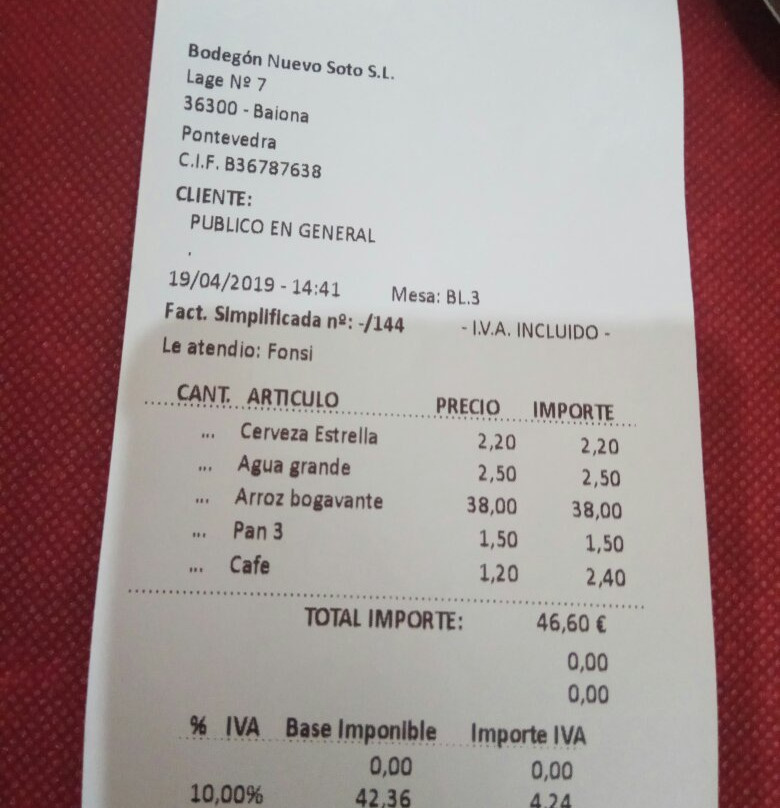 Bodegón Nuevo Soto S.L.
Lage Nº 7
36300 - Baiona
Pontevedra
C.I.F. B36787638
CLIENTE:
PUBLICO EN GENERAL
.
19/04/2019 - 14:41 Mesa: BL.3
Fact. Simplificada nº: -/144 - I.V.A. INCLUIDO -
Le atendio: Fonsi
CANT. ARTICULO PRECIO IMPORTE
... Cerveza Estrella 2,20 2,20
... Agua grande 2,50 2,50
... Arroz bogavante 38,00 38,00
... Pan 3 1,50 1,50
... Cafe 1,20 2,40
TOTAL IMPORTE: 46,60 €
0,00
0,00
% IVA Base Imponible Importe IVA
0,00 0,00
10,00% 42,36 4,24